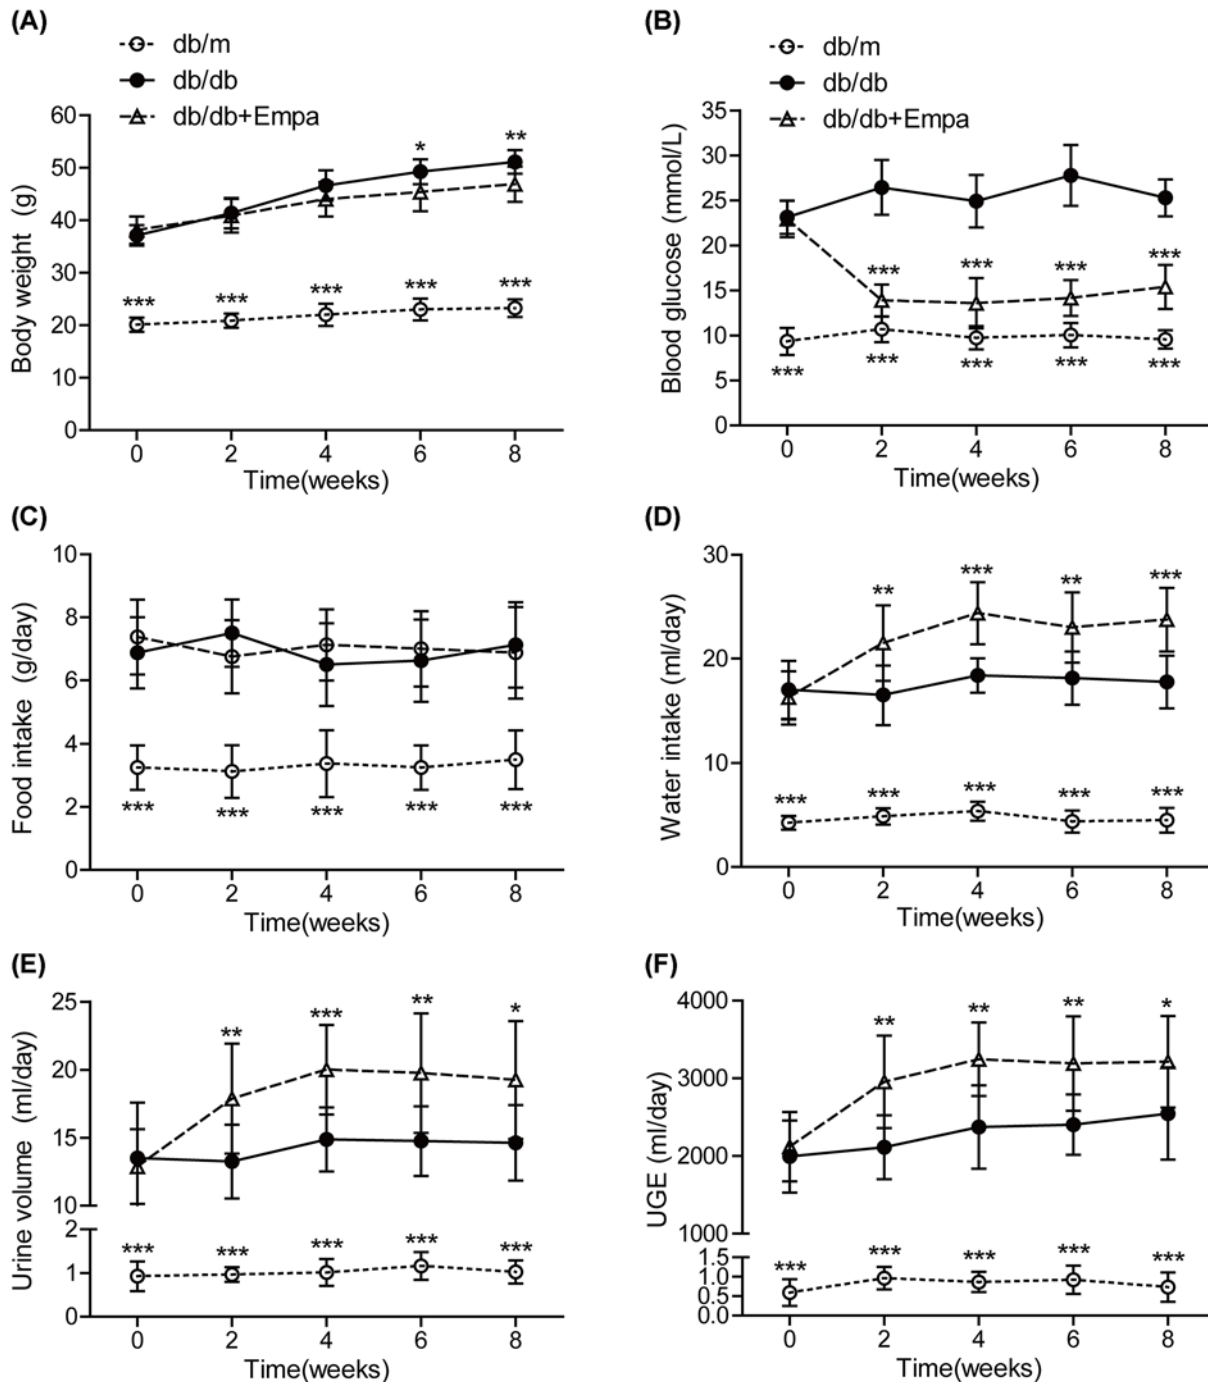 (A)
db/m
db/db
db/db+Empa
60
50
40
30
20
10
0
Body weight (g)
* **
*** *** *** *** ***
0 2 4 6 8
Time(weeks)
(B)
db/m
db/db
db/db+Empa
35
30
25
20
15
10
5
0
Blood glucose (mmol/L)
*** *** *** ***
*** *** *** *** ***
0 2 4 6 8
Time(weeks)
(C)
10
8
6
4
2
0
Food intake (g/day)
*** *** *** *** ***
0 2 4 6 8
Time(weeks)
(D)
30
20
10
0
Water intake (ml/day)
** *** ** ***
*** *** *** *** ***
0 2 4 6 8
Time(weeks)
(E)
25
20
15
10
2
1
0
Urine volume (ml/day)
** *** ** *
*** *** *** *** ***
0 2 4 6 8
Time(weeks)
(F)
4000
3000
2000
1000
1.5
1.0
0.5
0.0
UGE (ml/day)
** ** ** *
*** *** *** *** ***
0 2 4 6 8
Time(weeks)